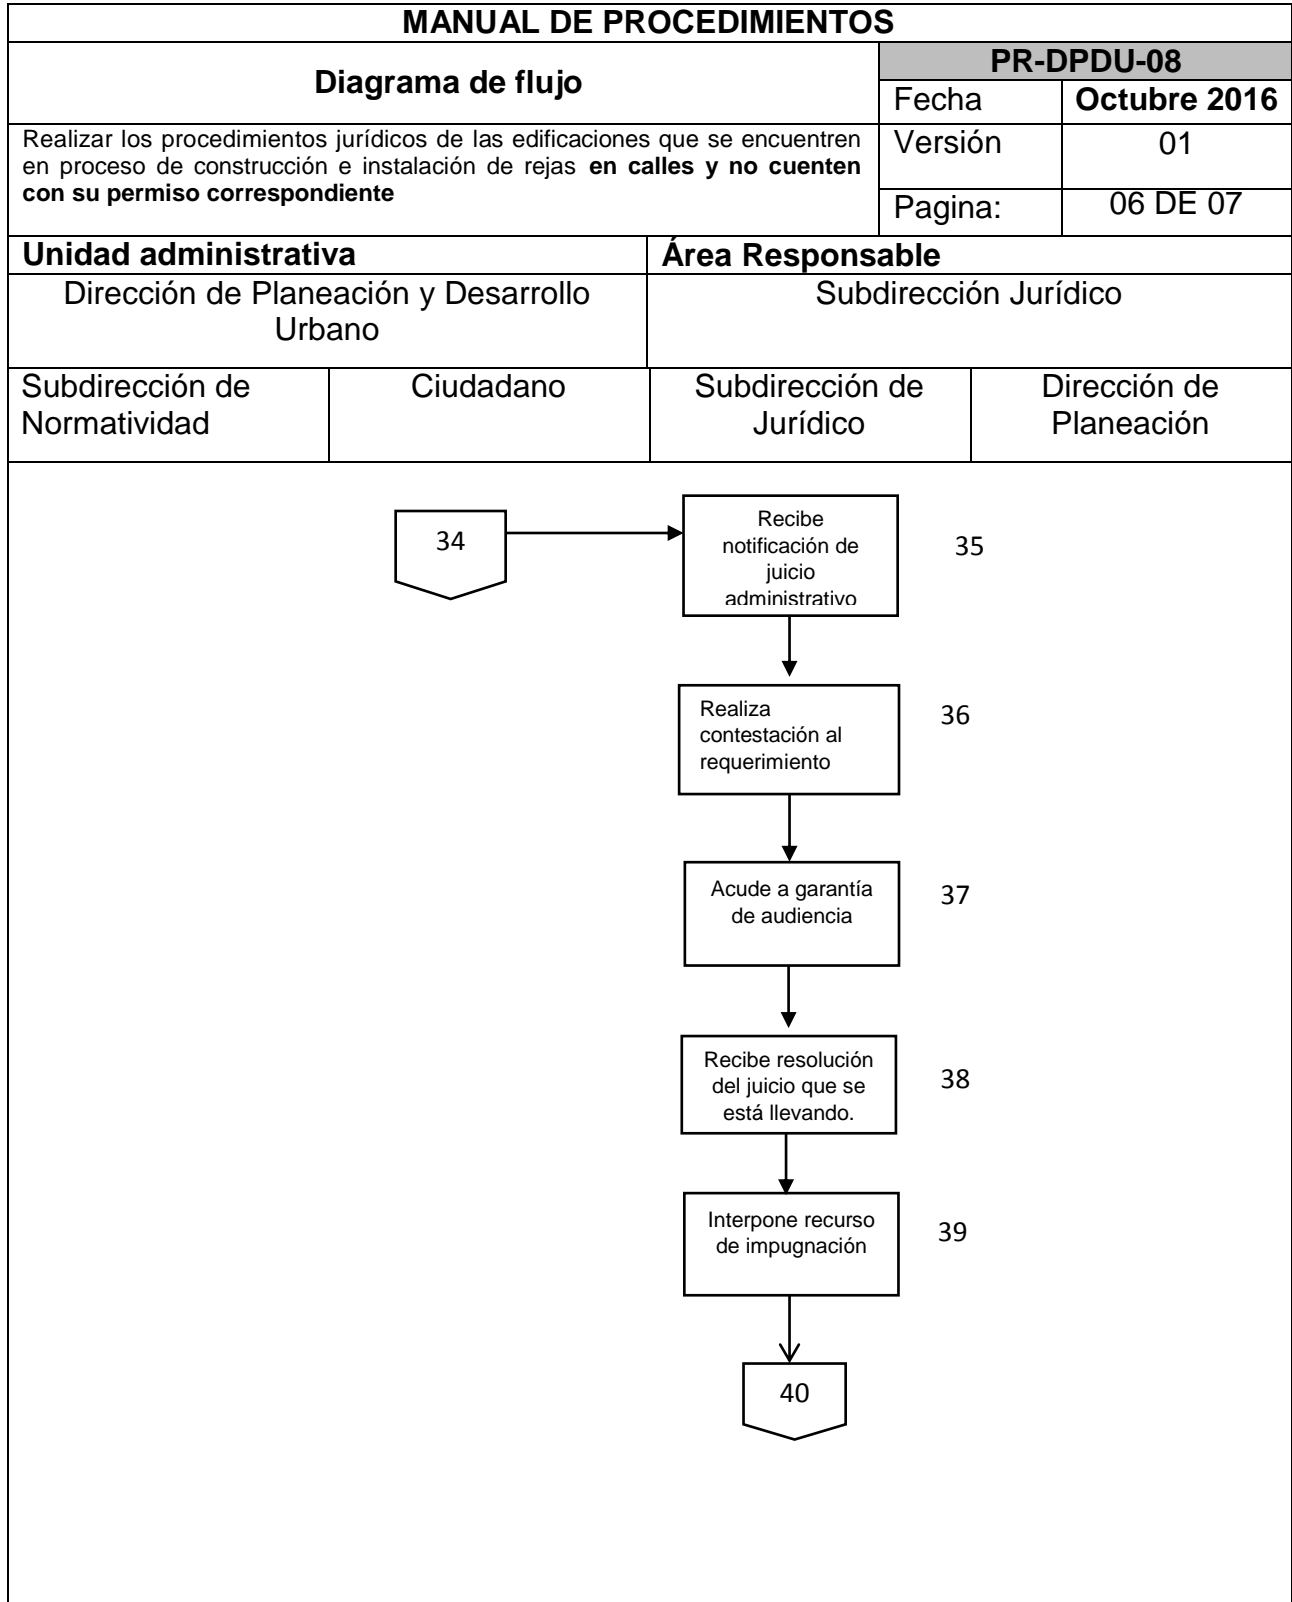 MANUAL DE PROCEDIMIENTOS
Diagrama de flujo
PR-DPDU-08
Fecha
Octubre 2016
Realizar los procedimientos jurídicos de las edificaciones que se encuentren
en proceso de construcción e instalación de rejas en calles y no cuenten
con su permiso correspondiente
Versión
01
Pagina:
06 DE 07
Unidad administrativa
Área Responsable
Dirección de Planeación y Desarrollo
Urbano
Subdirección Jurídico
Subdirección de
Normatividad
Ciudadano
Subdirección de
Jurídico
Dirección de
Planeación
34
Recibe
notificación de
juicio
administrativo
35
Realiza
contestación al
requerimiento
36
Acude a garantía
de audiencia
37
Recibe resolución
del juicio que se
está llevando.
38
Interpone recurso
de impugnación
39
40